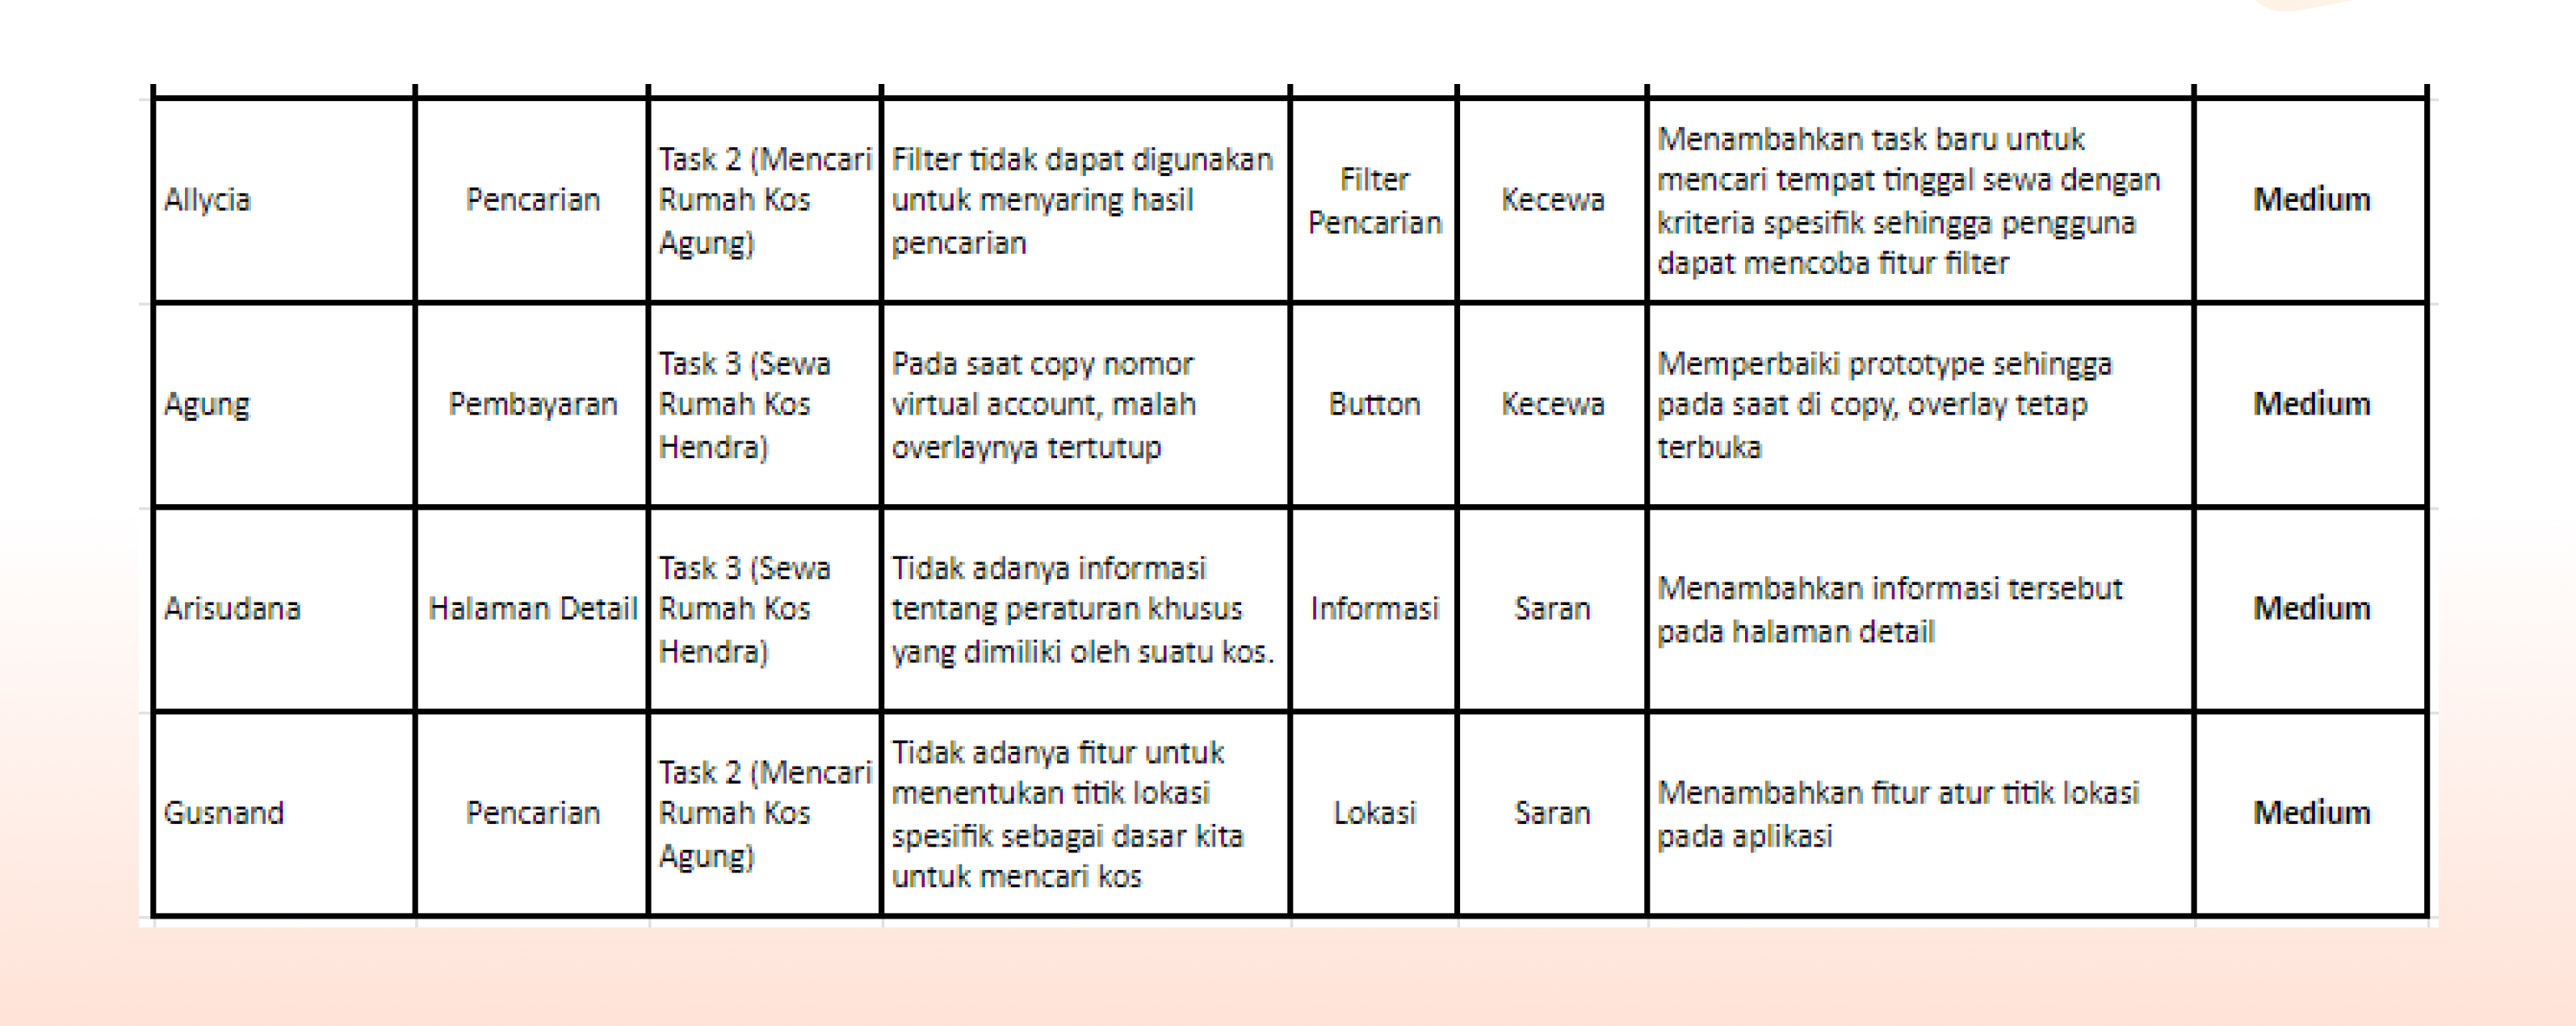 Allycia
Pencarian
Task 2 (Mencari
Rumah Kos
Agung)
Filter tidak dapat digunakan
untuk menyaring hasil
pencarian
Filter
Pencarian
Kecewa
Menambahkan task baru untuk
mencari tempat tinggal sewa dengan
kriteria spesifik sehingga pengguna
dapat mencoba fitur filter
Medium
Agung
Pembayaran
Task 3 (Sewa
Rumah Kos
Hendra)
Pada saat copy nomor
virtual account, malah
overlaynya tertutup
Button
Kecewa
Memperbaiki prototype sehingga
pada saat di copy, overlay tetap
terbuka
Medium
Arisudana
Halaman Detail
Task 3 (Sewa
Rumah Kos
Hendra)
Tidak adanya informasi
tentang peraturan khusus
yang dimiliki oleh suatu kos.
Informasi
Saran
Menambahkan informasi tersebut
pada halaman detail
Medium
Gusnand
Pencarian
Task 2 (Mencari
Rumah Kos
Agung)
Tidak adanya fitur untuk
menentukan titik lokasi
spesifik sebagai dasar kita
untuk mencari kos
Lokasi
Saran
Menambahkan fitur atur titik lokasi
pada aplikasi
Medium